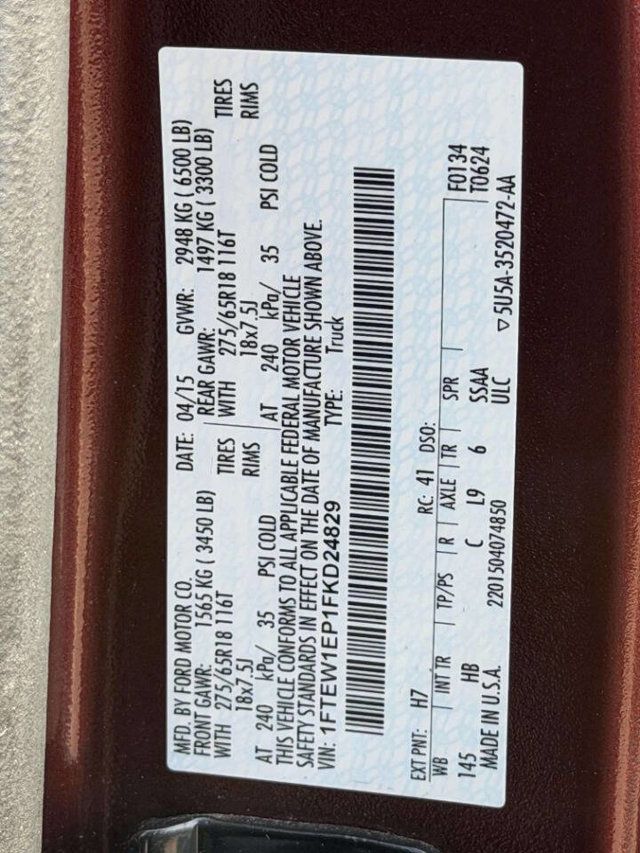 MFD. BY FORD MOTOR CO.
DATE: 04/15 GVWR: 2948 KG ( 6500 LB)
FRONT GAWR: 1565 KG ( 3450 LB) REAR GAWR: 1497 KG ( 3300 LB)
WITH 275/65R18 116T TIRES WITH 275/65R18 116T TIRES
18x7.5J RIMS 18x7.5J RIMS
AT 240 kPa/ 35 PSI COLD AT 240 kPa/ 35 PSI COLD
THIS VEHICLE CONFORMS TO ALL APPLICABLE FEDERAL MOTOR VEHICLE
SAFETY STANDARDS IN EFFECT ON THE DATE OF MANUFACTURE SHOWN ABOVE.
VIN: 1FTEW1EP1FKD24829 TYPE: Truck
EXT PNT: H7 RC: 41 DSO: F0134
WB INT TR TP/PS R AXLE TR SPR T0624
145 HB C L9 6 SSAA
MADE IN U.S.A. 2201504074850 ULC ▽5U5A-3520472-AA